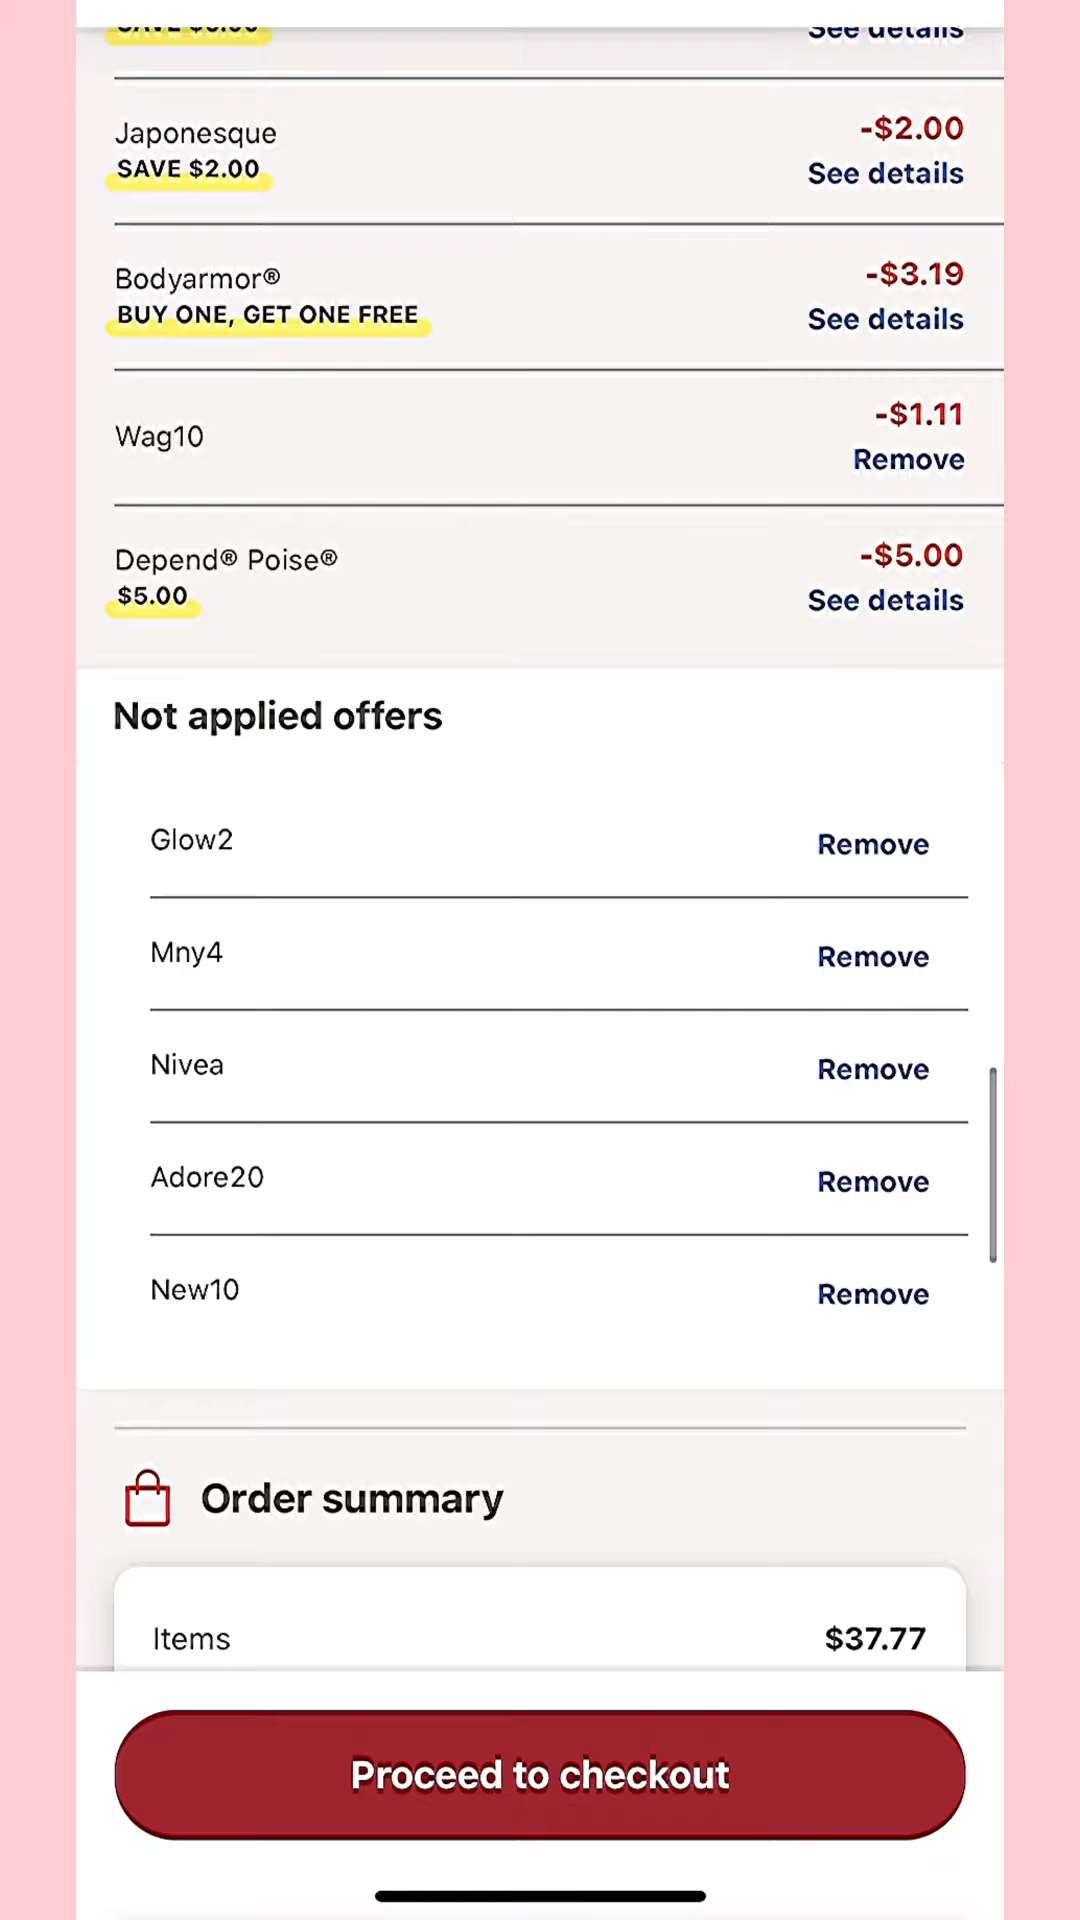 See details
Japonesque
-$2.00
SAVE $2.00
See details
Bodyarmor®
-$3.19
BUY ONE, GET ONE FREE
See details
Wag10
-$1.11
Remove
Depend® Poise®
-$5.00
$5.00
See details
Not applied offers
Glow2
Remove
Mny4
Remove
Nivea
Remove
Adore20
Remove
New10
Remove
Order summary
Items
$37.77
Proceed to checkout